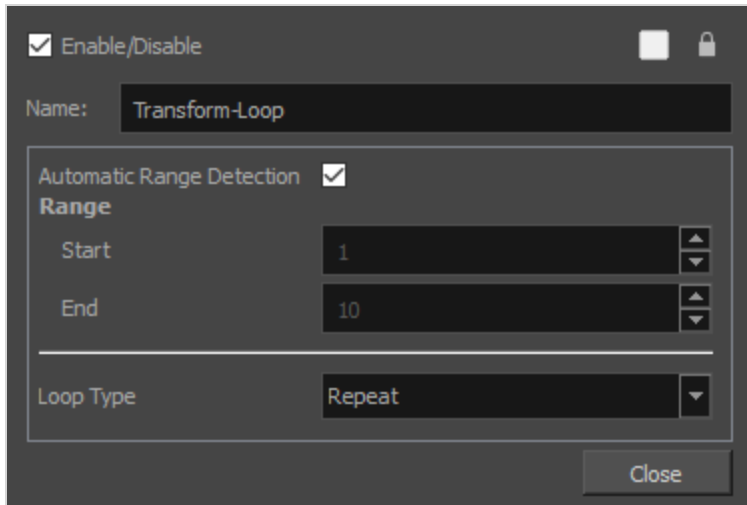 Enable/Disable
Name: Transform-Loop
Automatic Range Detection
Range
Start 1
End 10
Loop Type Repeat
Close